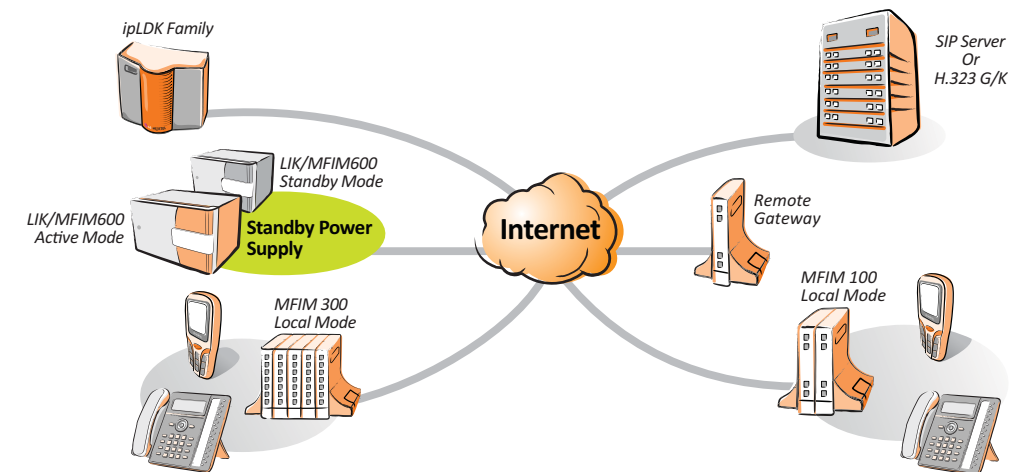 ipLDK Family
SIP Server
Or
H.323 G/K
LIK/MFIM600
Standby Mode
LIK/MFIM600
Active Mode
Standby Power
Supply
Internet
Remote
Gateway
MFIM 300
Local Mode
MFIM 100
Local Mode